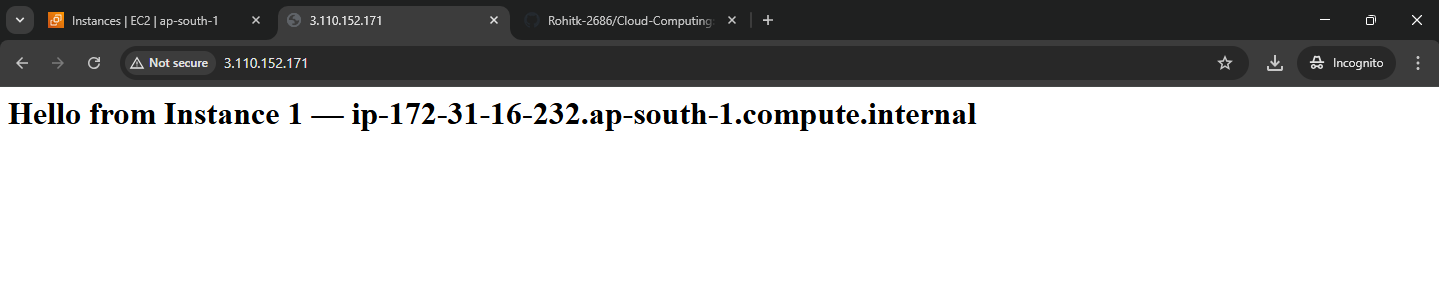 Instances | EC2 | ap-south-1
3.110.152.171
Rohitk-2686/Cloud-Computing
Not secure
3.110.152.171
Incognito
Hello from Instance 1 — ip-172-31-16-232.ap-south-1.compute.internal